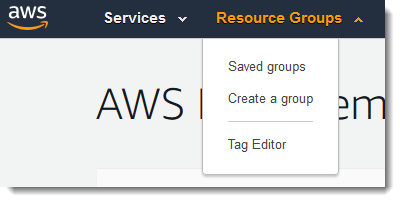 aws
Services
Resource Groups
Saved groups
Create a group
Tag Editor
AWS